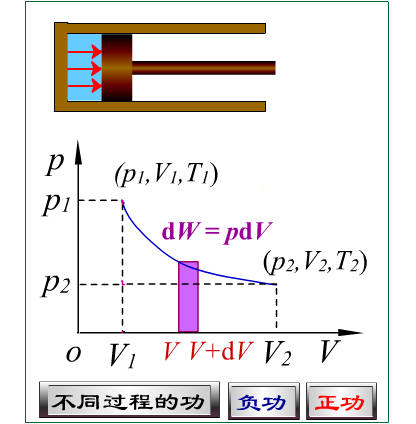 p
(p1,V1,T1)
p1
dW = pdV
(p2,V2,T2)
p2
o V1 V V+dV V2 V
不同过程的功 负功 正功